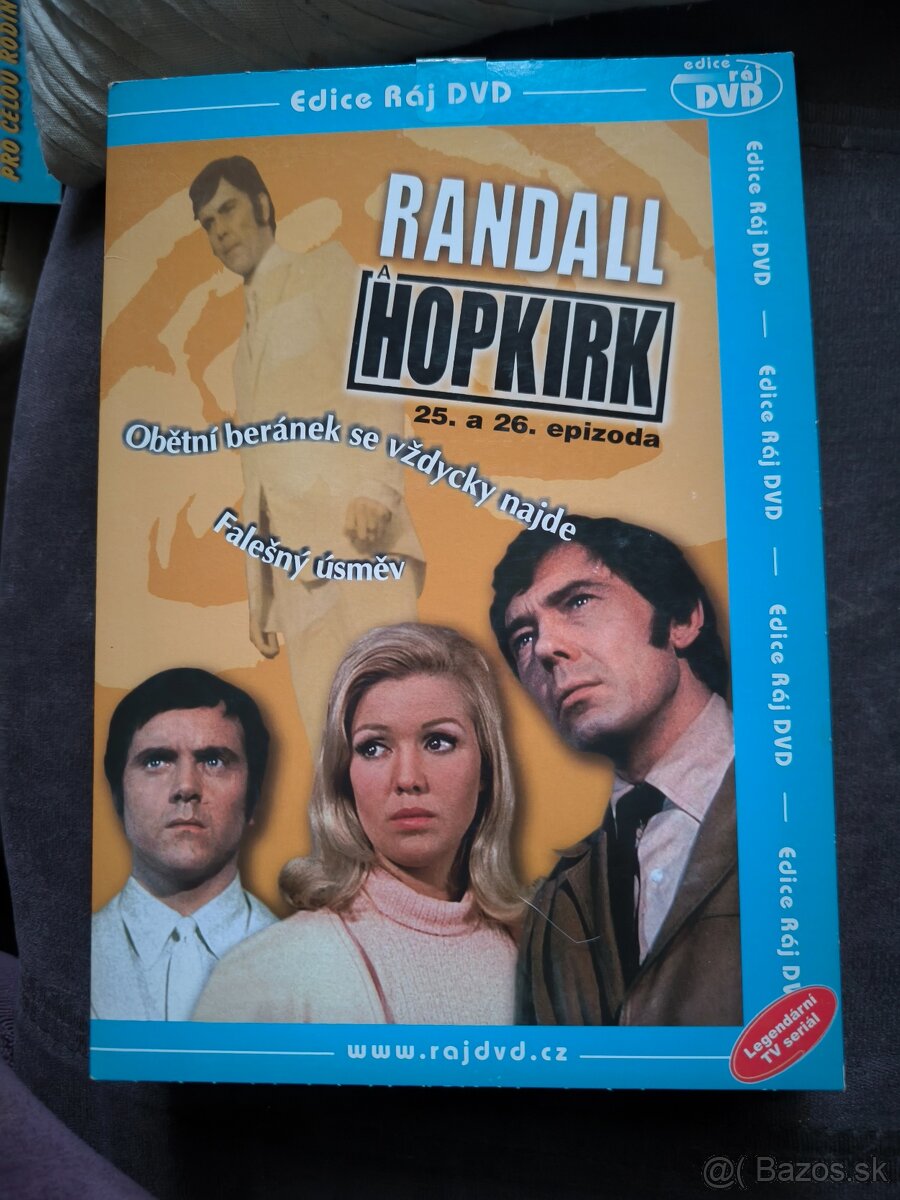 PRO CELOU RODIN
Edice Ráj DVD
edice
ráj
DVD
RANDALL
A
HOPKIRK
25. a 26. epizoda
Obětní beránek se vždycky najde
Falešný úsměv
Edice Ráj DVD
Edice Ráj DVD
Edice Ráj DVD
Edice Ráj DV
Legendární
TV seriál
www.rajdvd.cz
@( Bazos.sk